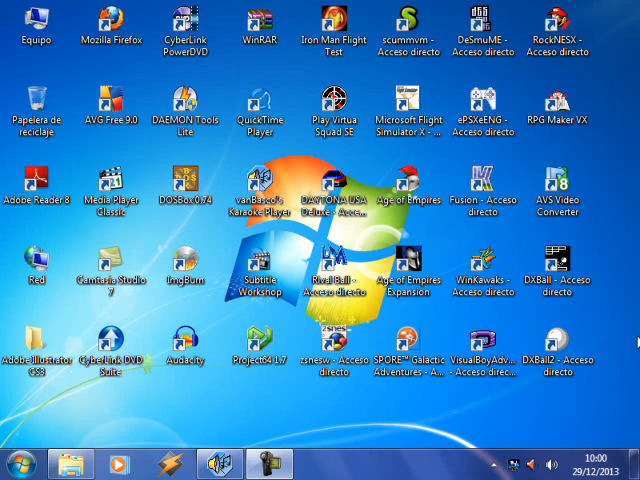 Equipo
Mozilla Firefox
CyberLink
PowerDVD
WinRAR
Iron Man Flight
Test
scummvm -
Acceso directo
DeSmuME -
Acceso directo
RockNESX -
Acceso directo
Papelera de
reciclaje
AVG Free 9.0
DAEMON Tools
Lite
QuickTime
Player
Play Virtua
Squad SE
Microsoft Flight
Simulator X - ...
ePSXeENG -
Acceso directo
RPG Maker VX
Adobe Reader 8
Media Player
Classic
DOSBox 0.74
vanBasco's
Karaoke Player
DAYTONA USA
Deluxe - Acce...
Age of Empires
Fusion - Acceso
directo
AVS Video
Converter
Red
Camtasia Studio
7
ImgBurn
Subtitle
Workshop
Rival Ball -
Acceso directo
Age of Empires
Expansion
WinKawaks -
Acceso directo
DXBall - Acceso
directo
Adobe Illustrator
CS3
CyberLink DVD
Suite
Audacity
Project64 1.7
zsnes
zsnesw - Acceso
directo
SPORE™ Galactic
Adventures - A...
VisualBoyAdv...
- Acceso direc...
DXBall2 - Acceso
directo
10:00
29/12/2013